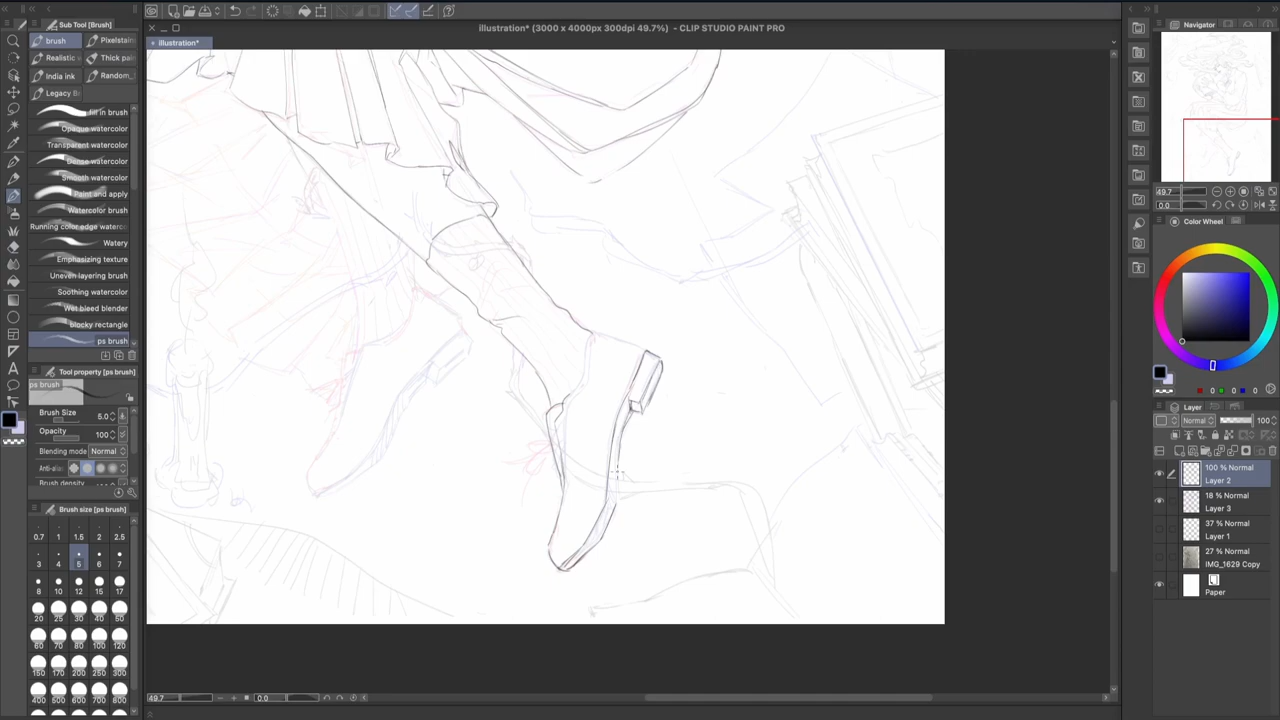 illustration* (3000 x 4000px 300dpi 49.7%) - CLIP STUDIO PAINT PRO
illustration*
Sub Tool [Brush]
brush
Pixelstain
Realistic w
Thick pain
India ink
Random_
Legacy Br
fill in brush
Opaque watercolor
Transparent watercolor
Dense watercolor
Smooth watercolor
Paint and apply
Watercolor brush
Running color edge waterc
Watery
Emphasizing texture
Uneven layering brush
Soothing watercolor
Wet bleed blender
blocky rectangle
ps brush
Tool property [ps brush]
ps brush
Brush Size 5.0
Opacity 100
Blending mode Normal
Anti-alia
Brush density
Brush size [ps brush]
0.7 1 1.5 2 2.5
3 4 5 6 7
8 10 12 15 17
20 25 30 40 50
60 70 80 100 120
150 170 200 250 300
400 500 600 700 800
49.7
0.0
Navigator
49.7
0.0
Color Wheel
0 0 0
Layer
Normal 100
100 % Normal
Layer 2
18 % Normal
Layer 3
37 % Normal
Layer 1
27 % Normal
IMG_1629 Copy
Paper